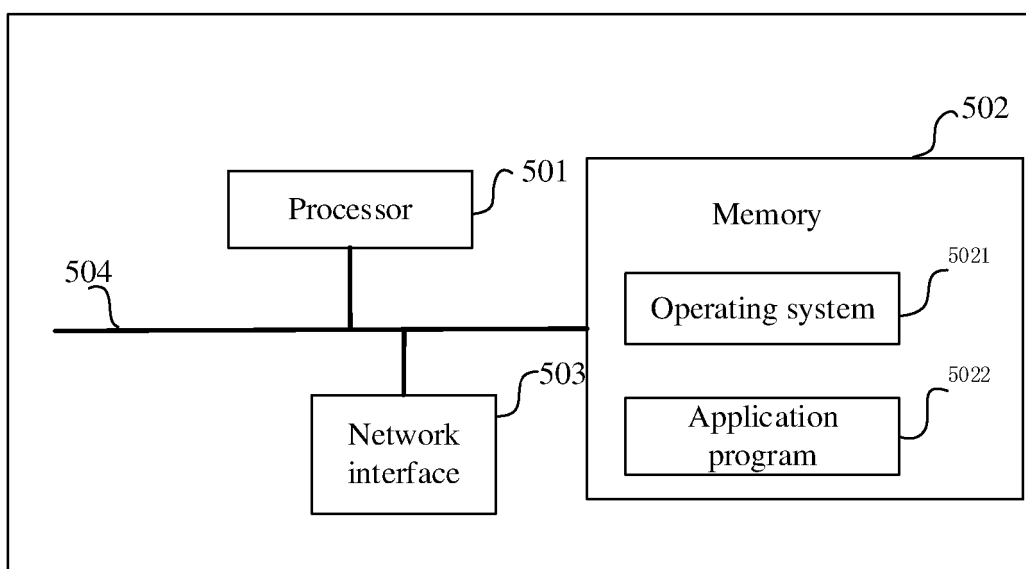 502
501
Processor
Memory
5021
504
Operating system
503
5022
Network
interface
Application
program